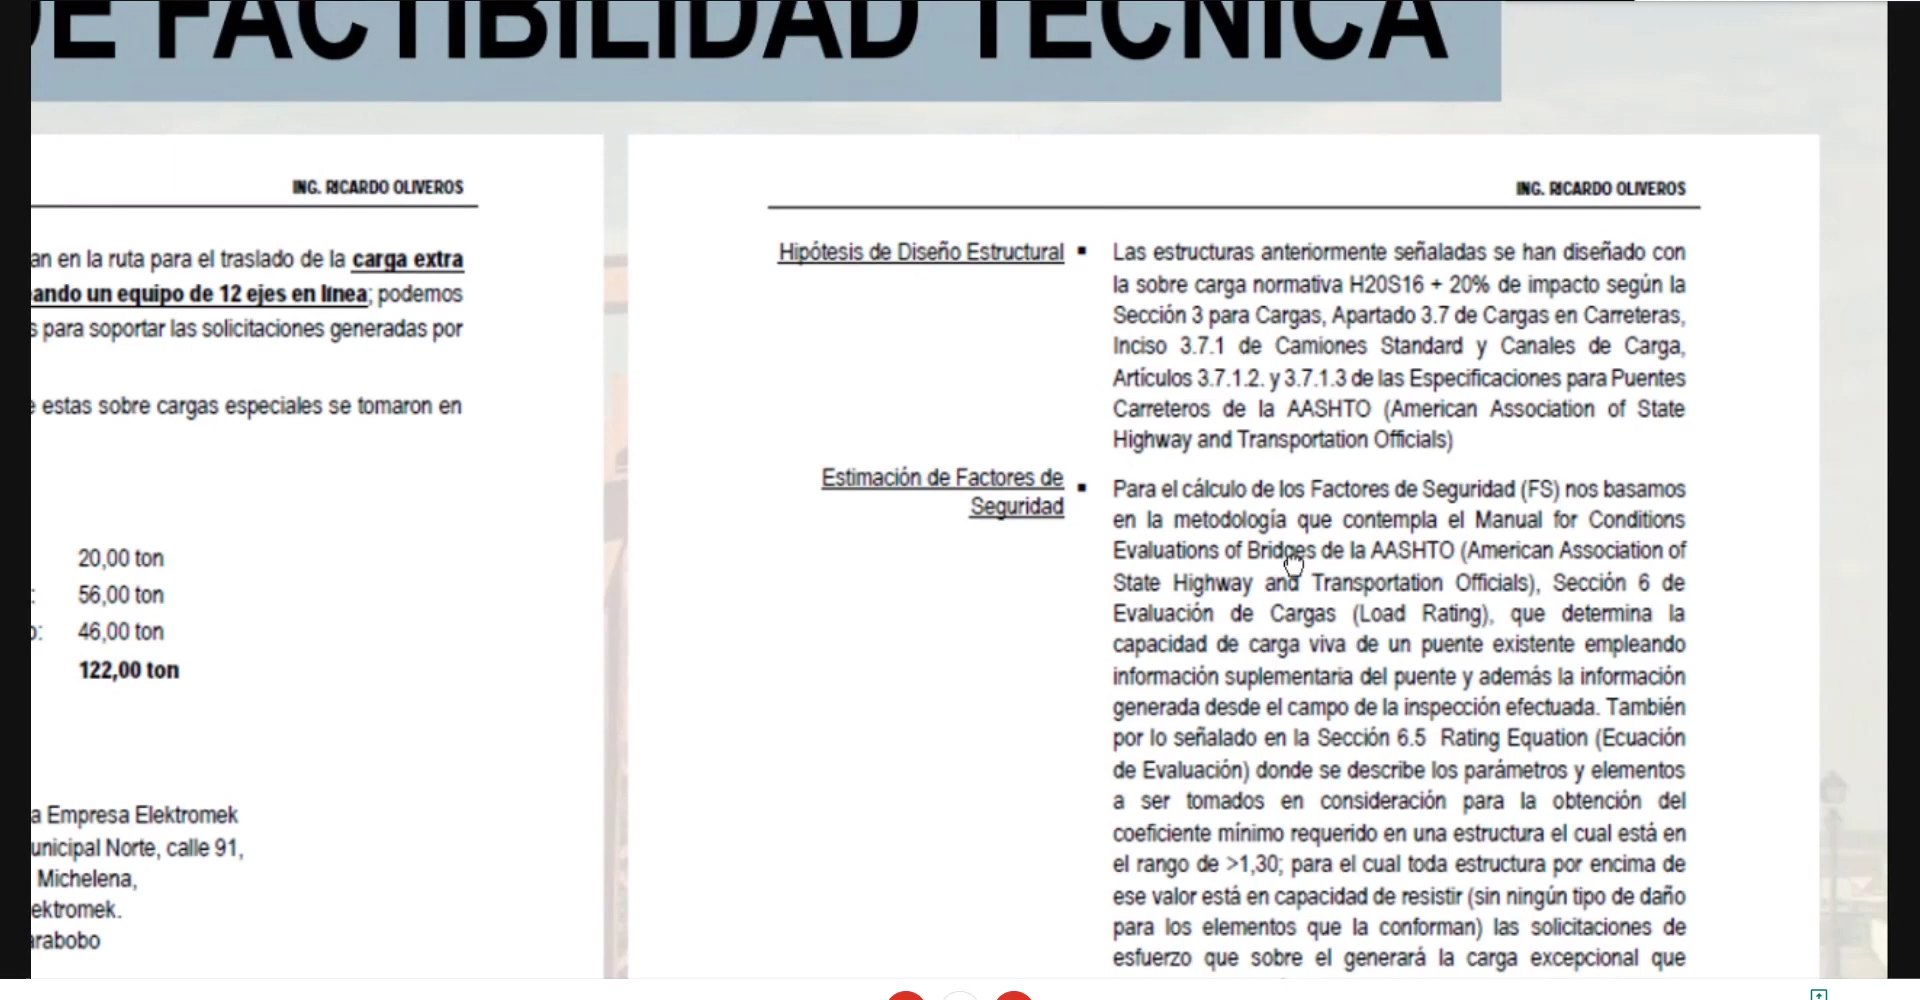 DE FACTIBILIDAD TÉCNICA
ING. RICARDO OLIVEROS
an en la ruta para el traslado de la carga extra
ando un equipo de 12 ejes en línea; podemos
s para soportar las solicitaciones generadas por
e estas sobre cargas especiales se tomaron en
20,00 ton
: 56,00 ton
o: 46,00 ton
122,00 ton
a Empresa Elektromek
unicipal Norte, calle 91,
Michelena,
ektromek.
arabobo
ING. RICARDO OLIVEROS
Hipótesis de Diseño Estructural ▪ Las estructuras anteriormente señaladas se han diseñado con
la sobre carga normativa H20S16 + 20% de impacto según la
Sección 3 para Cargas, Apartado 3.7 de Cargas en Carreteras,
Inciso 3.7.1 de Camiones Standard y Canales de Carga,
Artículos 3.7.1.2. y 3.7.1.3 de las Especificaciones para Puentes
Carreteros de la AASHTO (American Association of State
Highway and Transportation Officials)
Estimación de Factores de
Seguridad
▪ Para el cálculo de los Factores de Seguridad (FS) nos basamos
en la metodología que contempla el Manual for Conditions
Evaluations of Bridges de la AASHTO (American Association of
State Highway and Transportation Officials), Sección 6 de
Evaluación de Cargas (Load Rating), que determina la
capacidad de carga viva de un puente existente empleando
información suplementaria del puente y además la información
generada desde el campo de la inspección efectuada. También
por lo señalado en la Sección 6.5 Rating Equation (Ecuación
de Evaluación) donde se describe los parámetros y elementos
a ser tomados en consideración para la obtención del
coeficiente mínimo requerido en una estructura el cual está en
el rango de >1,30; para el cual toda estructura por encima de
ese valor está en capacidad de resistir (sin ningún tipo de daño
para los elementos que la conforman) las solicitaciones de
esfuerzo que sobre el generará la carga excepcional que